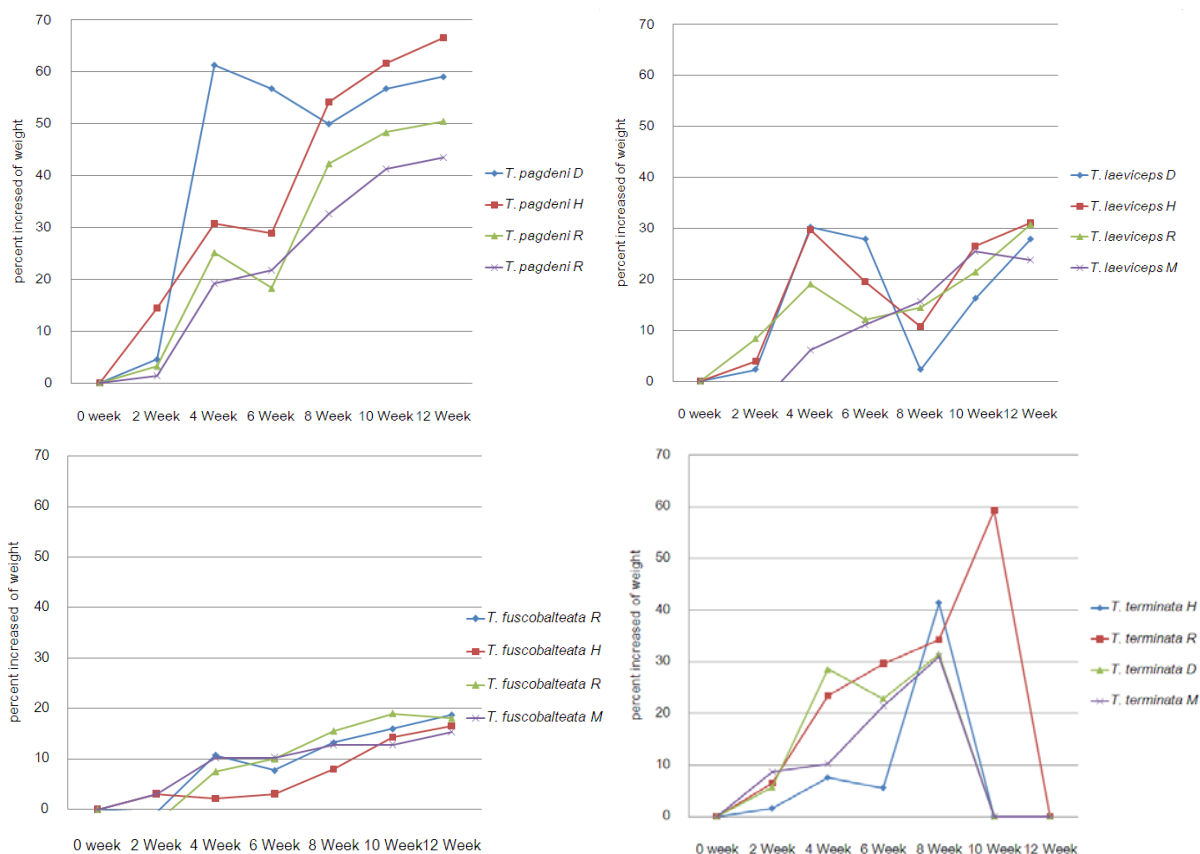 70
60
50
40
30
20
10
0
percent increased of weight
0 week 2 Week 4 Week 6 Week 8 Week 10 Week 12 Week
T. pagdeni D
T. pagdeni H
T. pagdeni R
T. pagdeni R
70
60
50
40
30
20
10
0
percent increased of weight
0 week 2 Week 4 Week 6 Week 8 Week 10 Week 12 Week
T. laeviceps D
T. laeviceps H
T. laeviceps R
T. laeviceps M
70
60
50
40
30
20
10
0
percent increased of weight
0 week 2 Week 4 Week 6 Week 8 Week 10 Week 12 Week
T. fuscobalteata R
T. fuscobalteata H
T. fuscobalteata R
T. fuscobalteata M
70
60
50
40
30
20
10
0
percent increased of weight
0 week 2 Week 4 Week 6 Week 8 Week 10 Week 12 Week
T. terminata H
T. terminata R
T. terminata D
T. terminata M